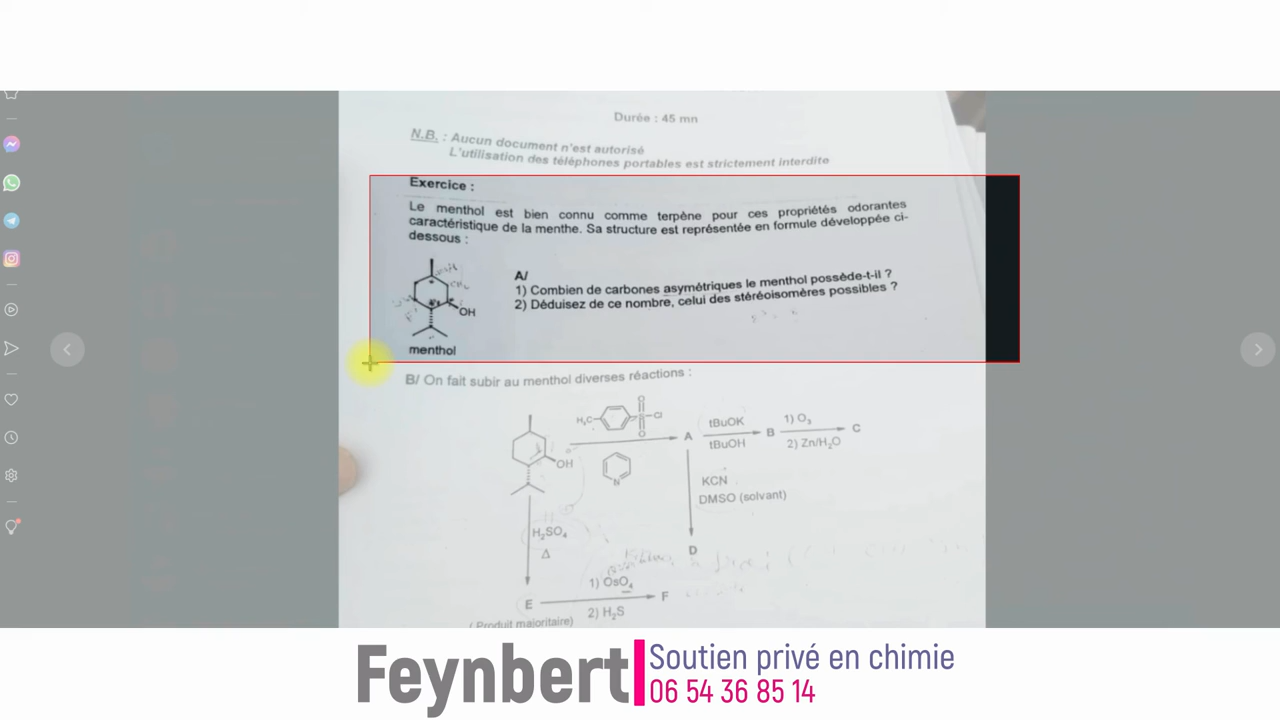 Durée : 45 mn
N.B. : Aucun document n'est autorisé
L'utilisation des téléphones portables est strictement interdite
Exercice :
Le menthol est bien connu comme terpène pour ces propriétés odorantes
caractéristique de la menthe. Sa structure est représentée en formule développée ci-
dessous :
A/
1) Combien de carbones asymétriques le menthol possède-t-il ?
2) Déduisez de ce nombre, celui des stéréoisomères possibles ?
OH
menthol
B/ On fait subir au menthol diverses réactions :
H₃C
O
S
Cl
O
OH
N
A
tBuOK
tBuOH
B
1) O₃
2) Zn/H₂O
C
KCN
DMSO (solvant)
D
H₂SO₄
Δ
E
1) OsO₄
2) H₂S
F
( Produit majoritaire)
Feynbert
Soutien privé en chimie
06 54 36 85 14